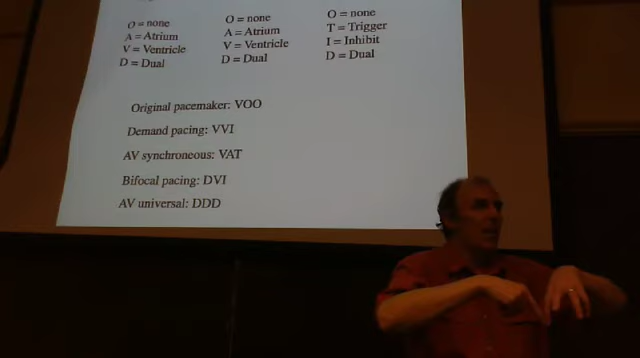 O = none O = none O = none
A = Atrium A = Atrium T = Trigger
V = Ventricle V = Ventricle I = Inhibit
D = Dual D = Dual D = Dual
Original pacemaker: VOO
Demand pacing: VVI
AV synchroneous: VAT
Bifocal pacing: DVI
AV universal: DDD